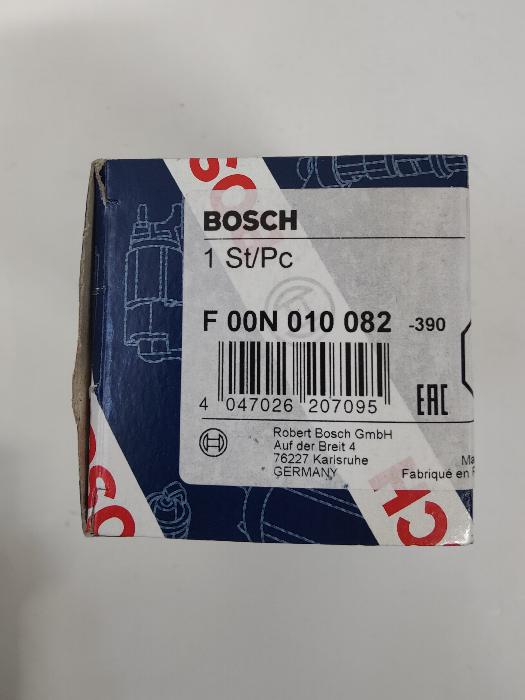 BOSCH
1 St/Pc
F 00N 010 082 -390
4 047026 207095
EAC
Robert Bosch GmbH
Auf der Breit 4
76227 Karlsruhe
GERMANY
Fabriqué en